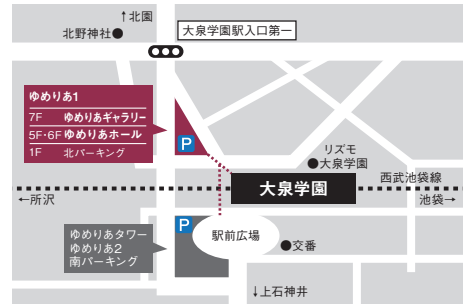 ↑北園
北野神社●
大泉学園駅入口第一
ゆめりあ1
7F ゆめりあギャラリー
5F・6F ゆめりあホール
1F 北パーキング
P
リズモ
●大泉学園
西武池袋線
大泉学園
←所沢
池袋→
P
ゆめりあタワー
ゆめりあ2
南パーキング
駅前広場
●交番
↓上石神井